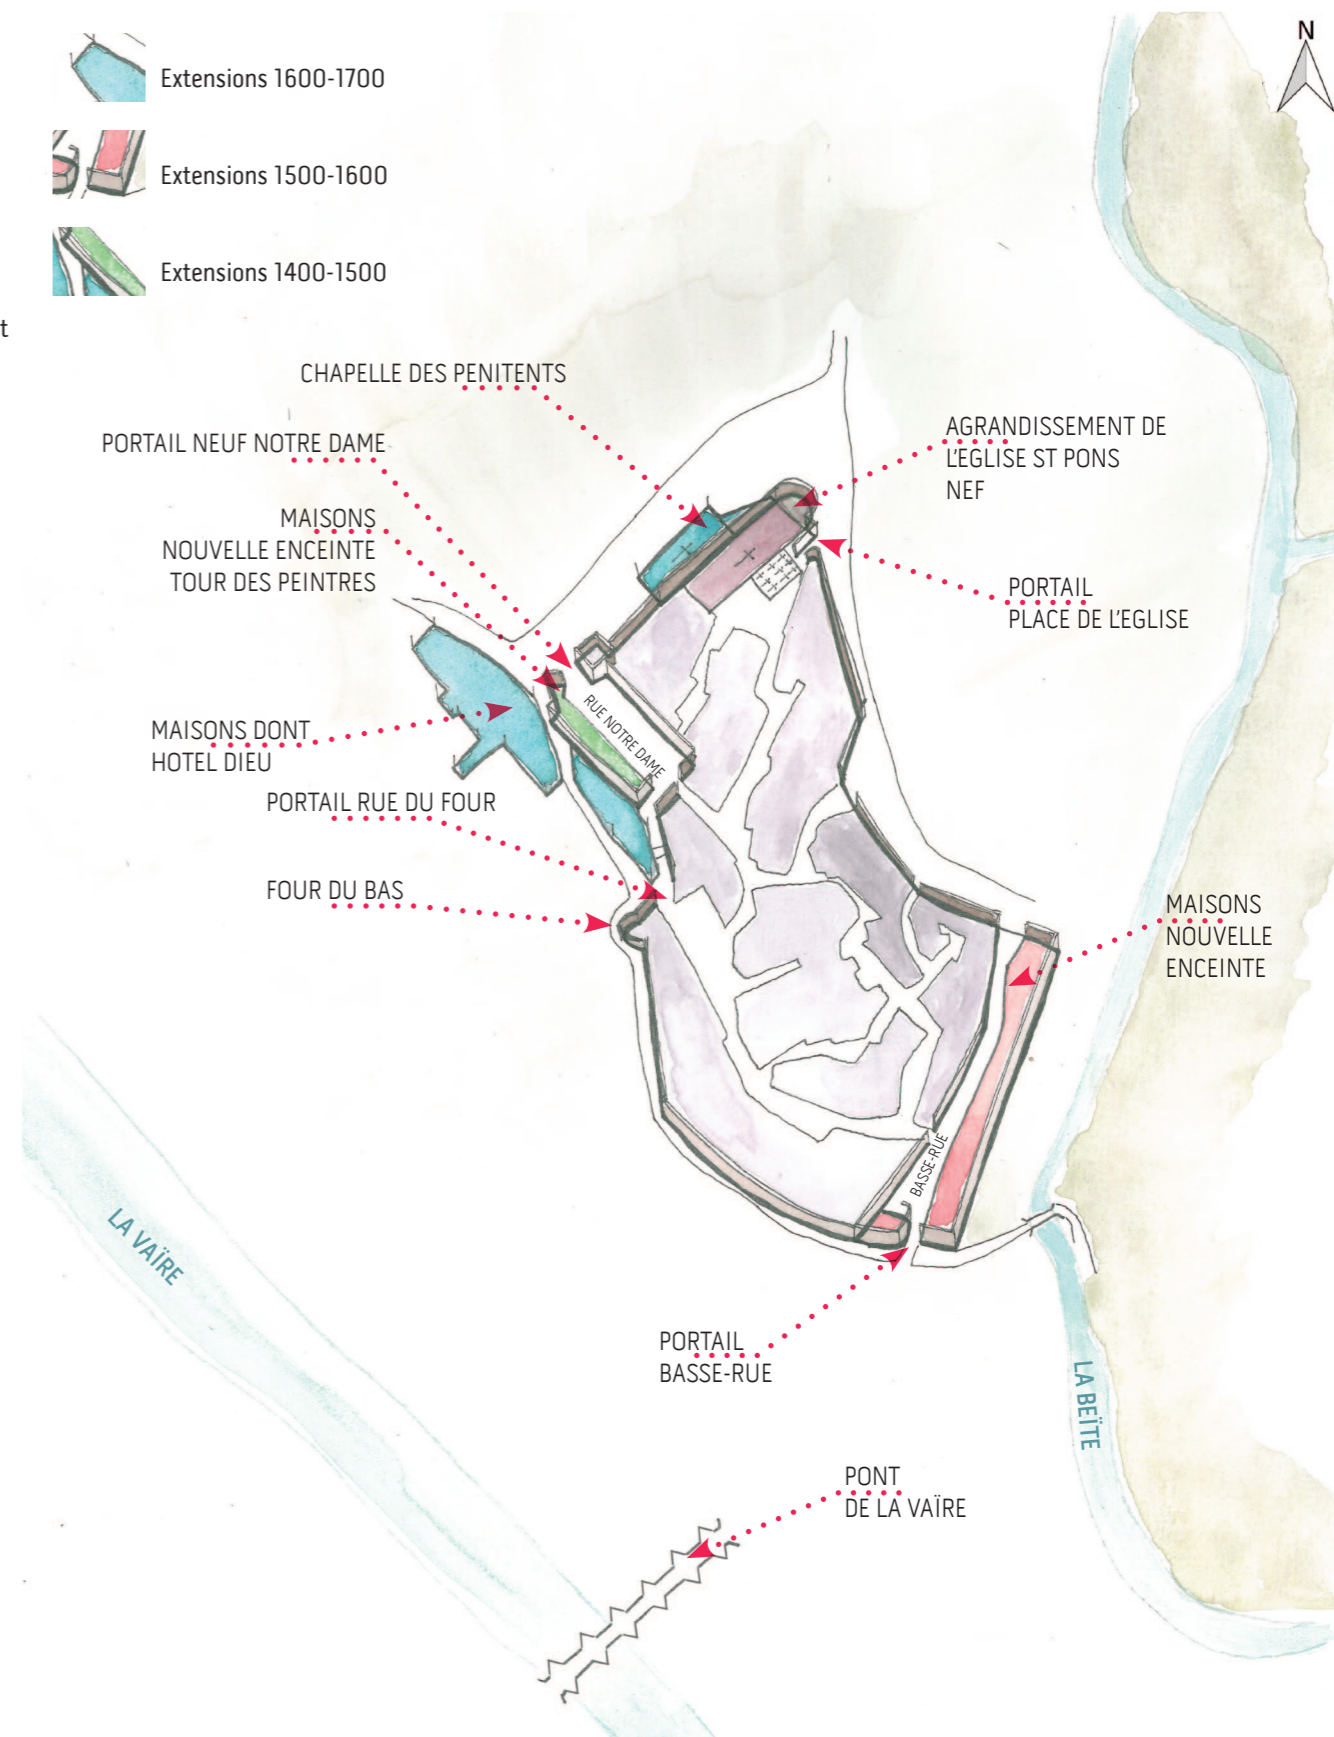 N
Extensions 1600-1700
Extensions 1500-1600
Extensions 1400-1500
t
CHAPELLE DES PENITENTS
PORTAIL NEUF NOTRE DAME
AGRANDISSEMENT DE
L'EGLISE ST PONS
NEF
MAISONS
NOUVELLE ENCEINTE
TOUR DES PEINTRES
PORTAIL
PLACE DE L'EGLISE
RUE NOTRE DAME
MAISONS DONT
HOTEL DIEU
PORTAIL RUE DU FOUR
FOUR DU BAS
MAISONS
NOUVELLE
ENCEINTE
BASSE-RUE
LA VAÏRE
PORTAIL
BASSE-RUE
LA BEÏTE
PONT
DE LA VAÏRE